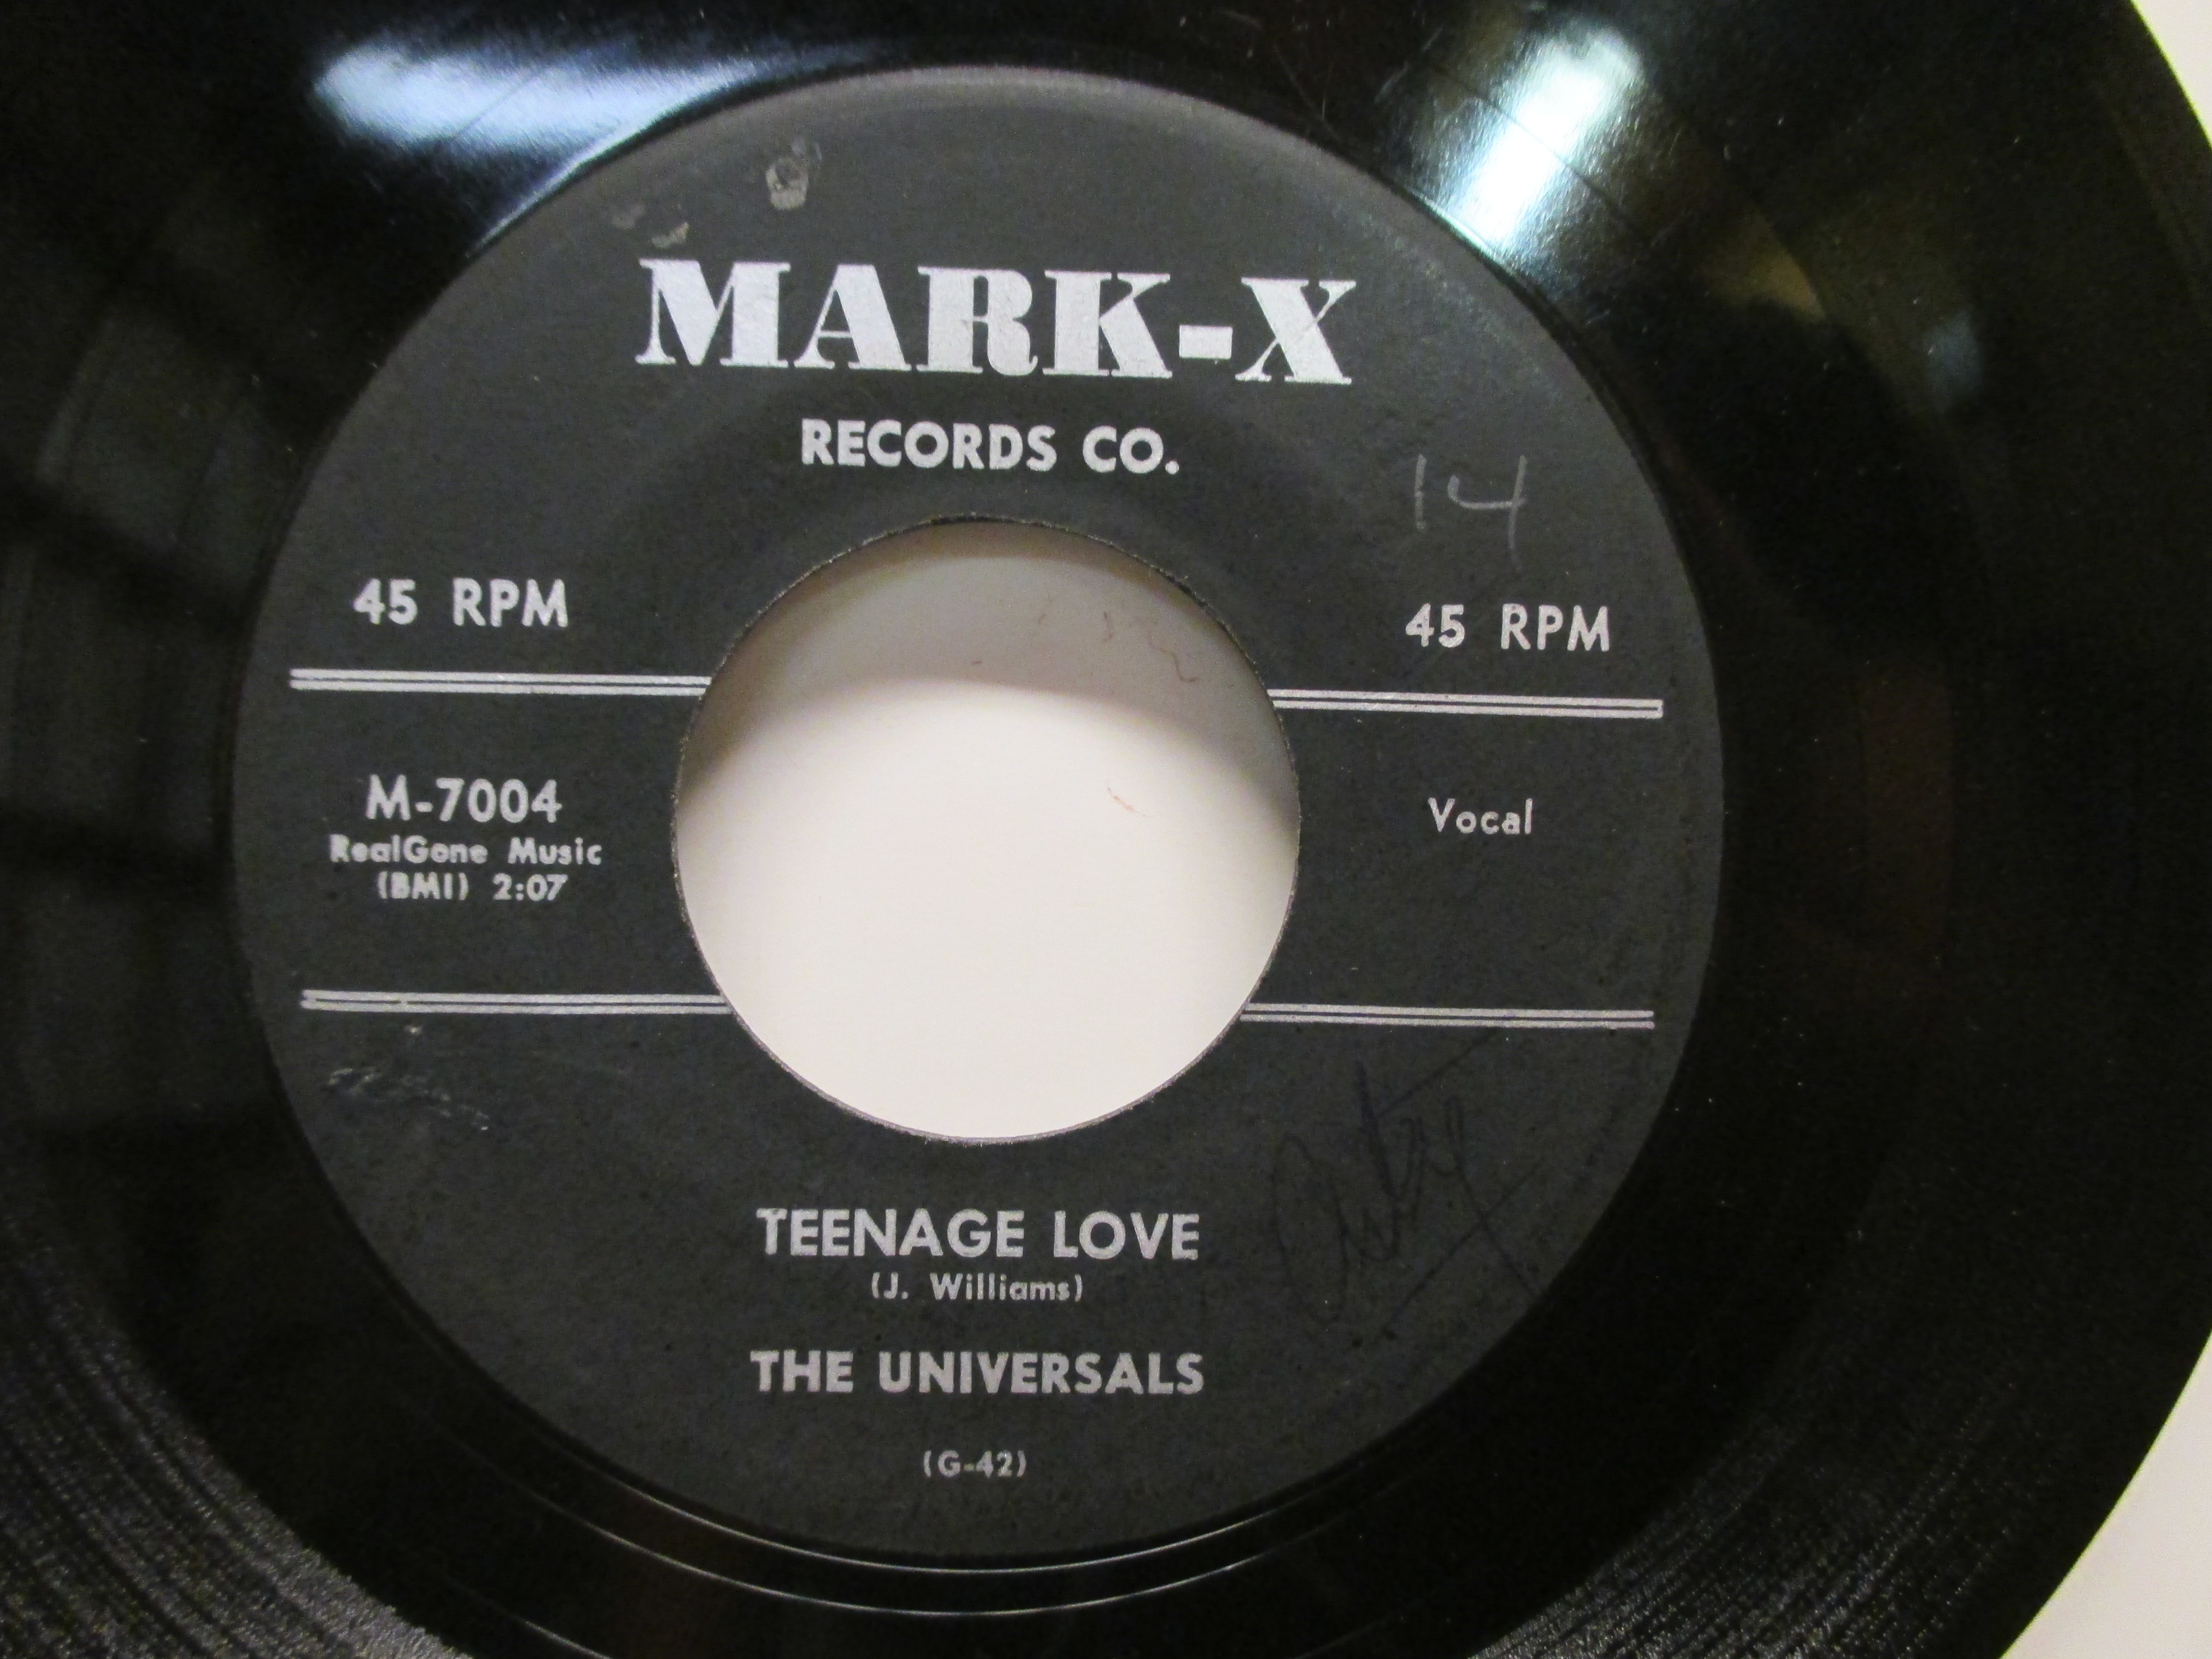 MARK-X
RECORDS CO.
14
45 RPM
45 RPM
M-7004
RealGone Music
(BMI) 2:07
Vocal
TEENAGE LOVE
(J. Williams)
THE UNIVERSALS
(G-42)